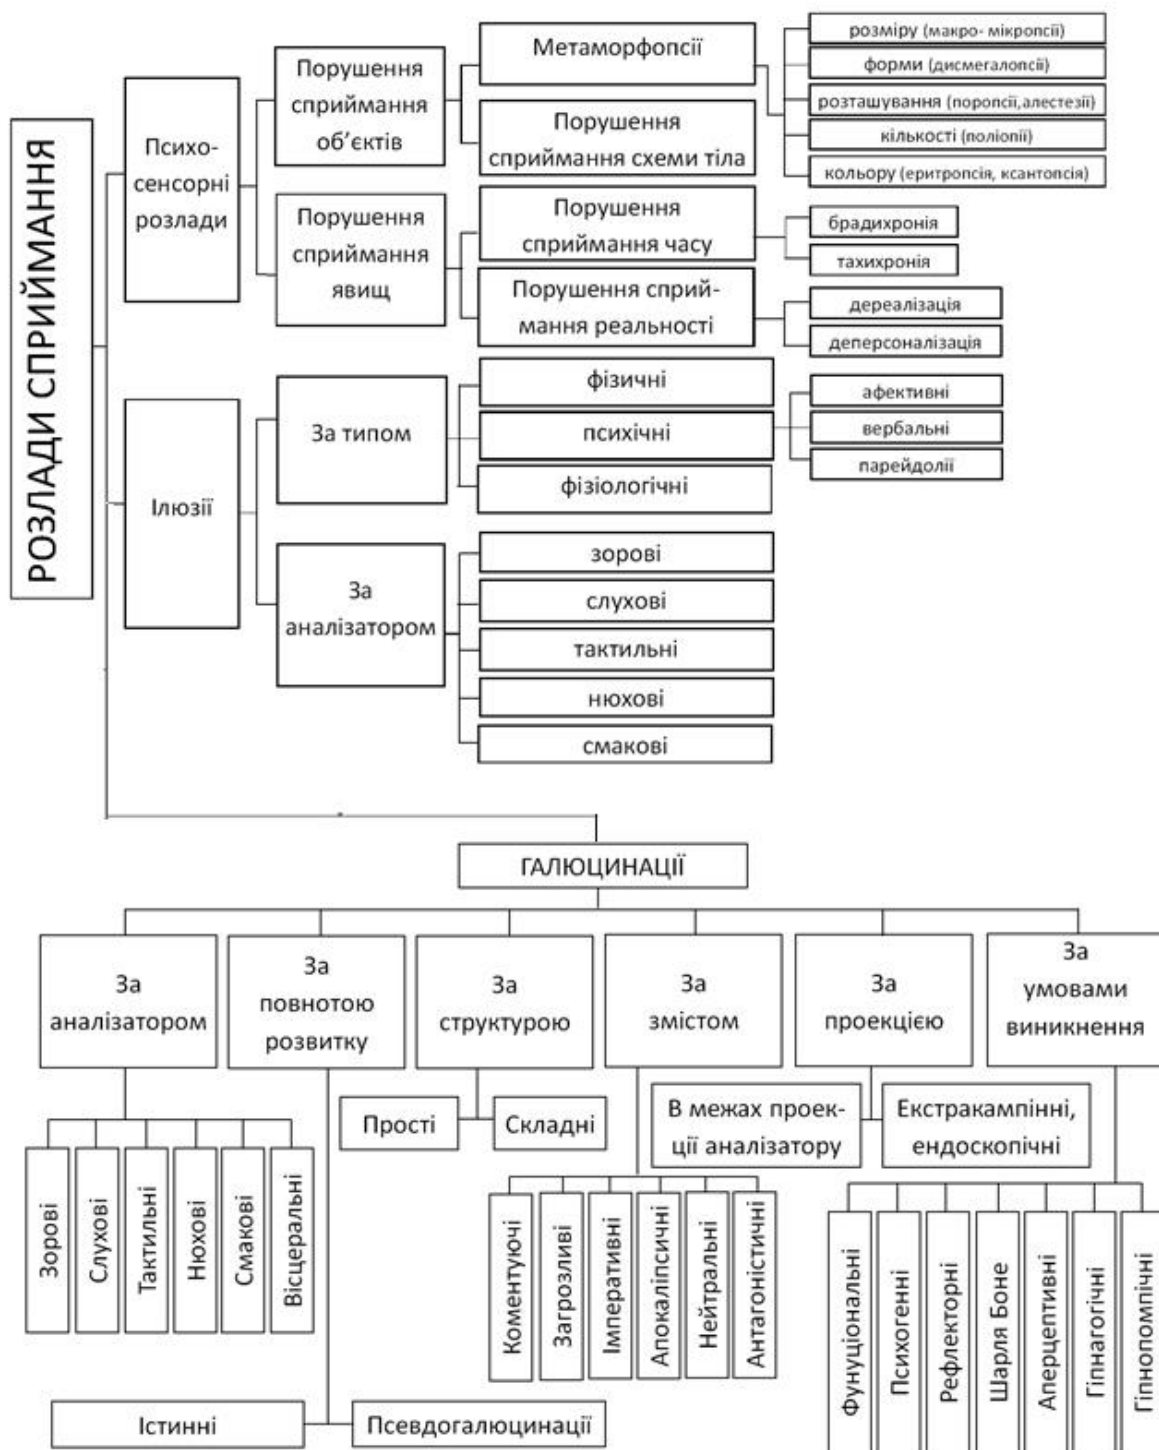 РОЗЛАДИ СПРИЙМАННЯ
Психо-
сенсорні
розлади
Порушення
сприймання
об’єктів
Метаморфопсії
розміру (макро- мікропсії)
форми (дисмегалопсії)
розташування (поропсії,алестезії)
кількості (поліопії)
кольору (еритропсія, ксантопсія)
Порушення
сприймання схеми тіла
Порушення
сприймання
явищ
Порушення
сприймання часу
брадихронія
тахихронія
Порушення сприй-
мання реальності
дереалізація
деперсоналізація
Ілюзії
За типом
фізичні
психічні
афективні
вербальні
парейдолії
фізіологічні
За
аналізатором
зорові
слухові
тактильні
нюхові
смакові
ГАЛЮЦИНАЦІЇ
За
аналізатором
Зорові
Слухові
Тактильні
Нюхові
Смакові
Вісцеральні
За
повнотою
розвитку
Істинні
Псевдогалюцинації
За
структурою
Прості
Складні
За
змістом
Коментуючі
Загрозливі
Імперативні
Апокаліпсичні
Нейтральні
Антагоністичні
За
проекцією
В межах проек-
ції аналізатору
Екстракампінні,
ендоскопічні
За
умовами
виникнення
Фунуціональні
Психогенні
Рефлекторні
Шарля Боне
Аперцептивні
Гіпнагогічні
Гіпнопомпічні